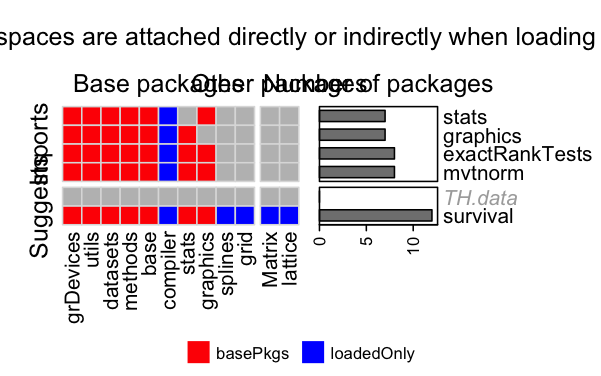 spaces are attached directly or indirectly when loading
Base packages Other packages Number of packages
Imports
Suggests
stats
graphics
exactRankTests
mvtnorm
TH.data
survival
grDevices
utils
datasets
methods
base
compiler
stats
graphics
splines
grid
Matrix
lattice
0 5 10
basePkgs loadedOnly